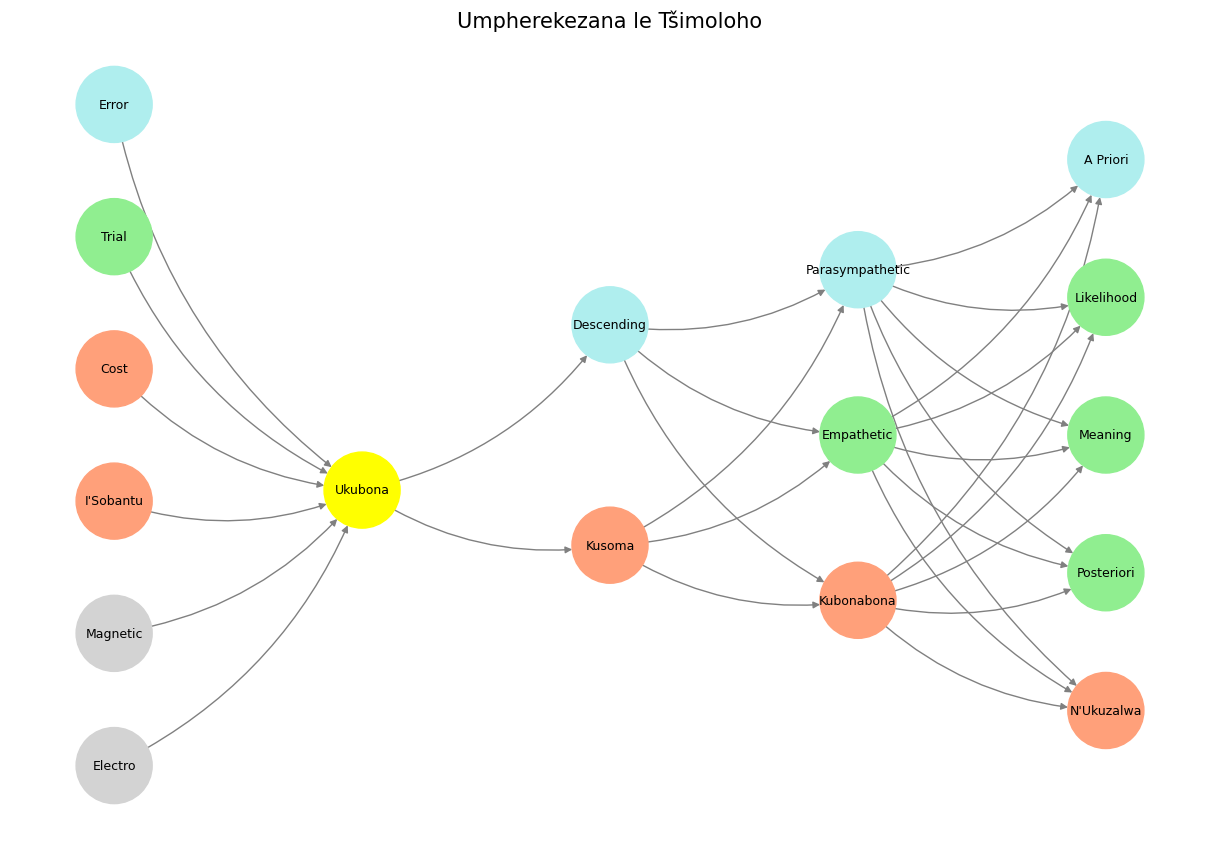 Umpherekezana le Tšimoloho
Error
Trial
Cost
I'Sobantu
Magnetic
Electro
Ukubona
Descending
Kusoma
Parasympathetic
Empathetic
Kubonabona
A Priori
Likelihood
Meaning
Posteriori
N'Ukuzalwa